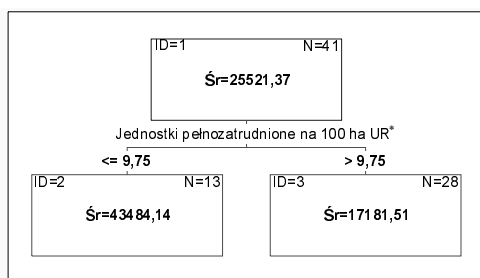 ID=1 N=41
Śr=25521,37
Jednostki pełnozatrudnione na 100 ha UR*
<= 9,75 > 9,75
ID=2 N=13 ID=3 N=28
Śr=43484,14 Śr=17181,51